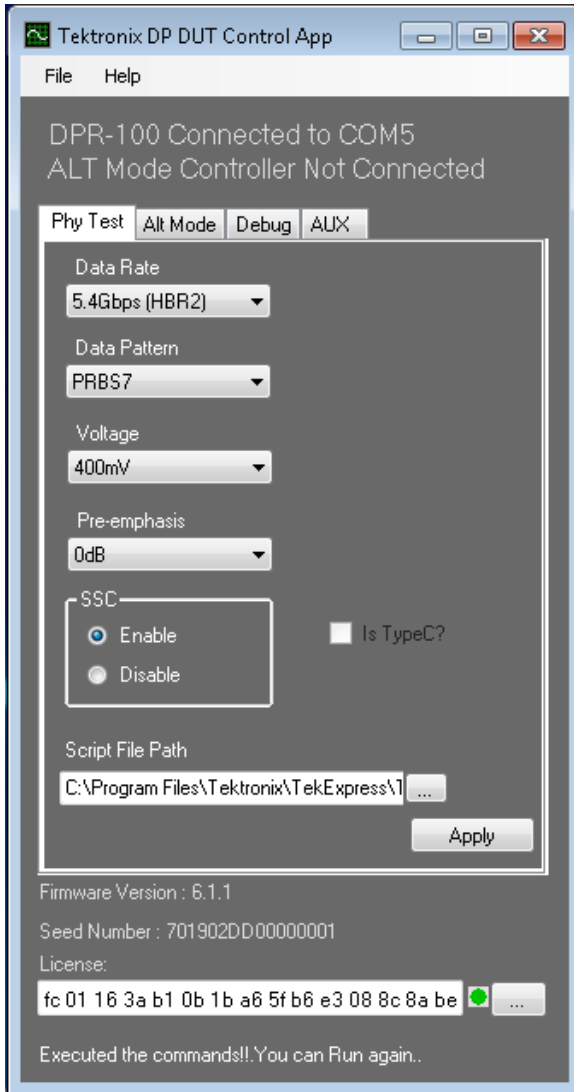 Tektronix DP DUT Control App
File Help
DPR-100 Connected to COM5
ALT Mode Controller Not Connected
Phy Test Alt Mode Debug AUX
Data Rate
5.4Gbps (HBR2)
Data Pattern
PRBS7
Voltage
400mV
Pre-emphasis
0dB
SSC
Enable
Is TypeC?
Disable
Script File Path
C:\Program Files\Tektronix\TekExpress\T
...
Apply
Firmware Version : 6.1.1
Seed Number : 701902DD00000001
License:
fc 01 16 3a b1 0b 1b a6 5f b6 e3 08 8c 8a be
...
Executed the commands!!.You can Run again..